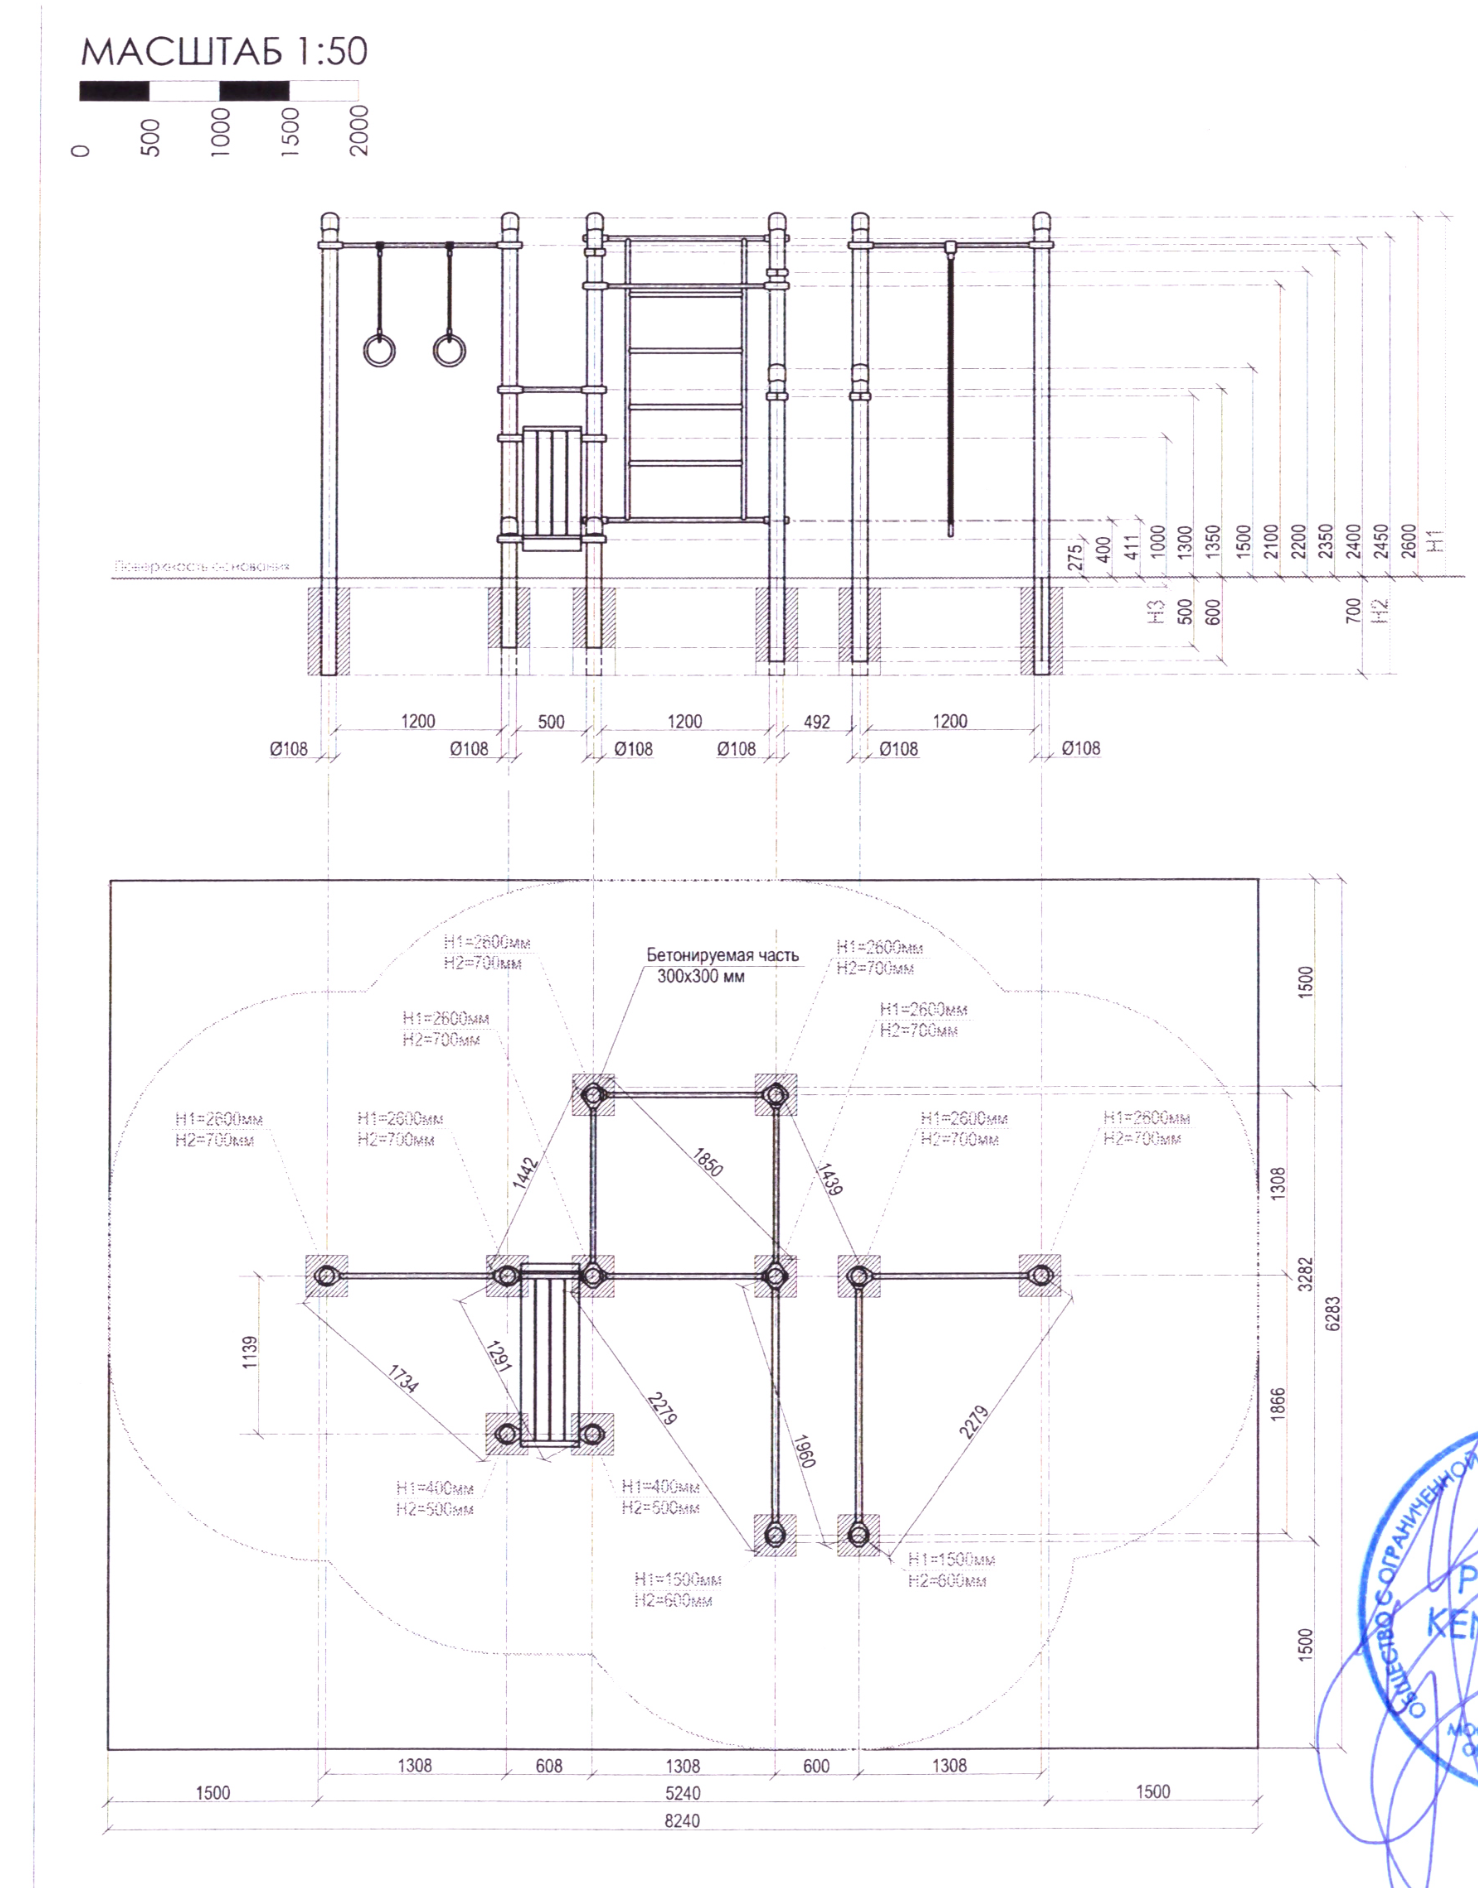 МАСШТАБ 1:50
0
500
1000
1500
2000
Поверхность основания
275
400
411
1000
1300
1350
1500
2100
2200
2350
2400
2450
2600
H1
H3
500
600
700
H2
1200
500
1200
492
1200
Ø108
Ø108
Ø108
Ø108
Ø108
Ø108
H1=2600мм
H2=700мм
Бетонируемая часть
300х300 мм
H1=2600мм
H2=700мм
H1=2600мм
H2=700мм
H1=2600мм
H2=700мм
H1=2600мм
H2=700мм
H1=2600мм
H2=700мм
H1=2600мм
H2=700мм
H1=2600мм
H2=700мм
1442
1850
1439
1500
1308
3282
6283
1139
1734
1291
2279
1960
2279
1866
H1=400мм
H2=500мм
H1=400мм
H2=500мм
H1=1500мм
H2=600мм
H1=1500мм
H2=600мм
1500
1308
608
1308
600
1308
1500
5240
1500
8240
ОБЩЕСТВО С ОГРАНИЧЕННОЙ